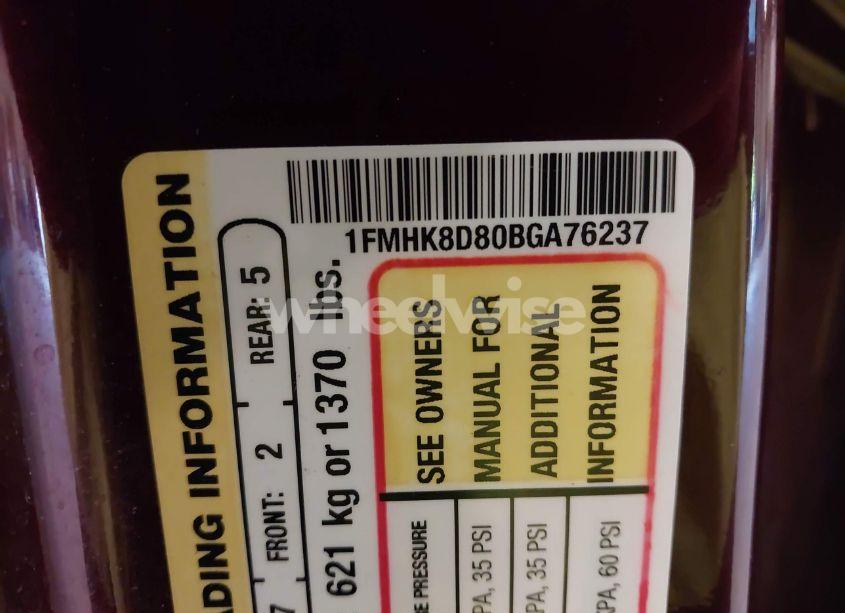 1FMHK8D80BGA76237
ADING INFORMATION
FRONT: 2
REAR: 5
621 kg or 1370 lbs.
SEE OWNERS
MANUAL FOR
ADDITIONAL
INFORMATION
PRESSURE
PA, 35 PSI
PA, 35 PSI
PA, 60 PSI
wheelwise